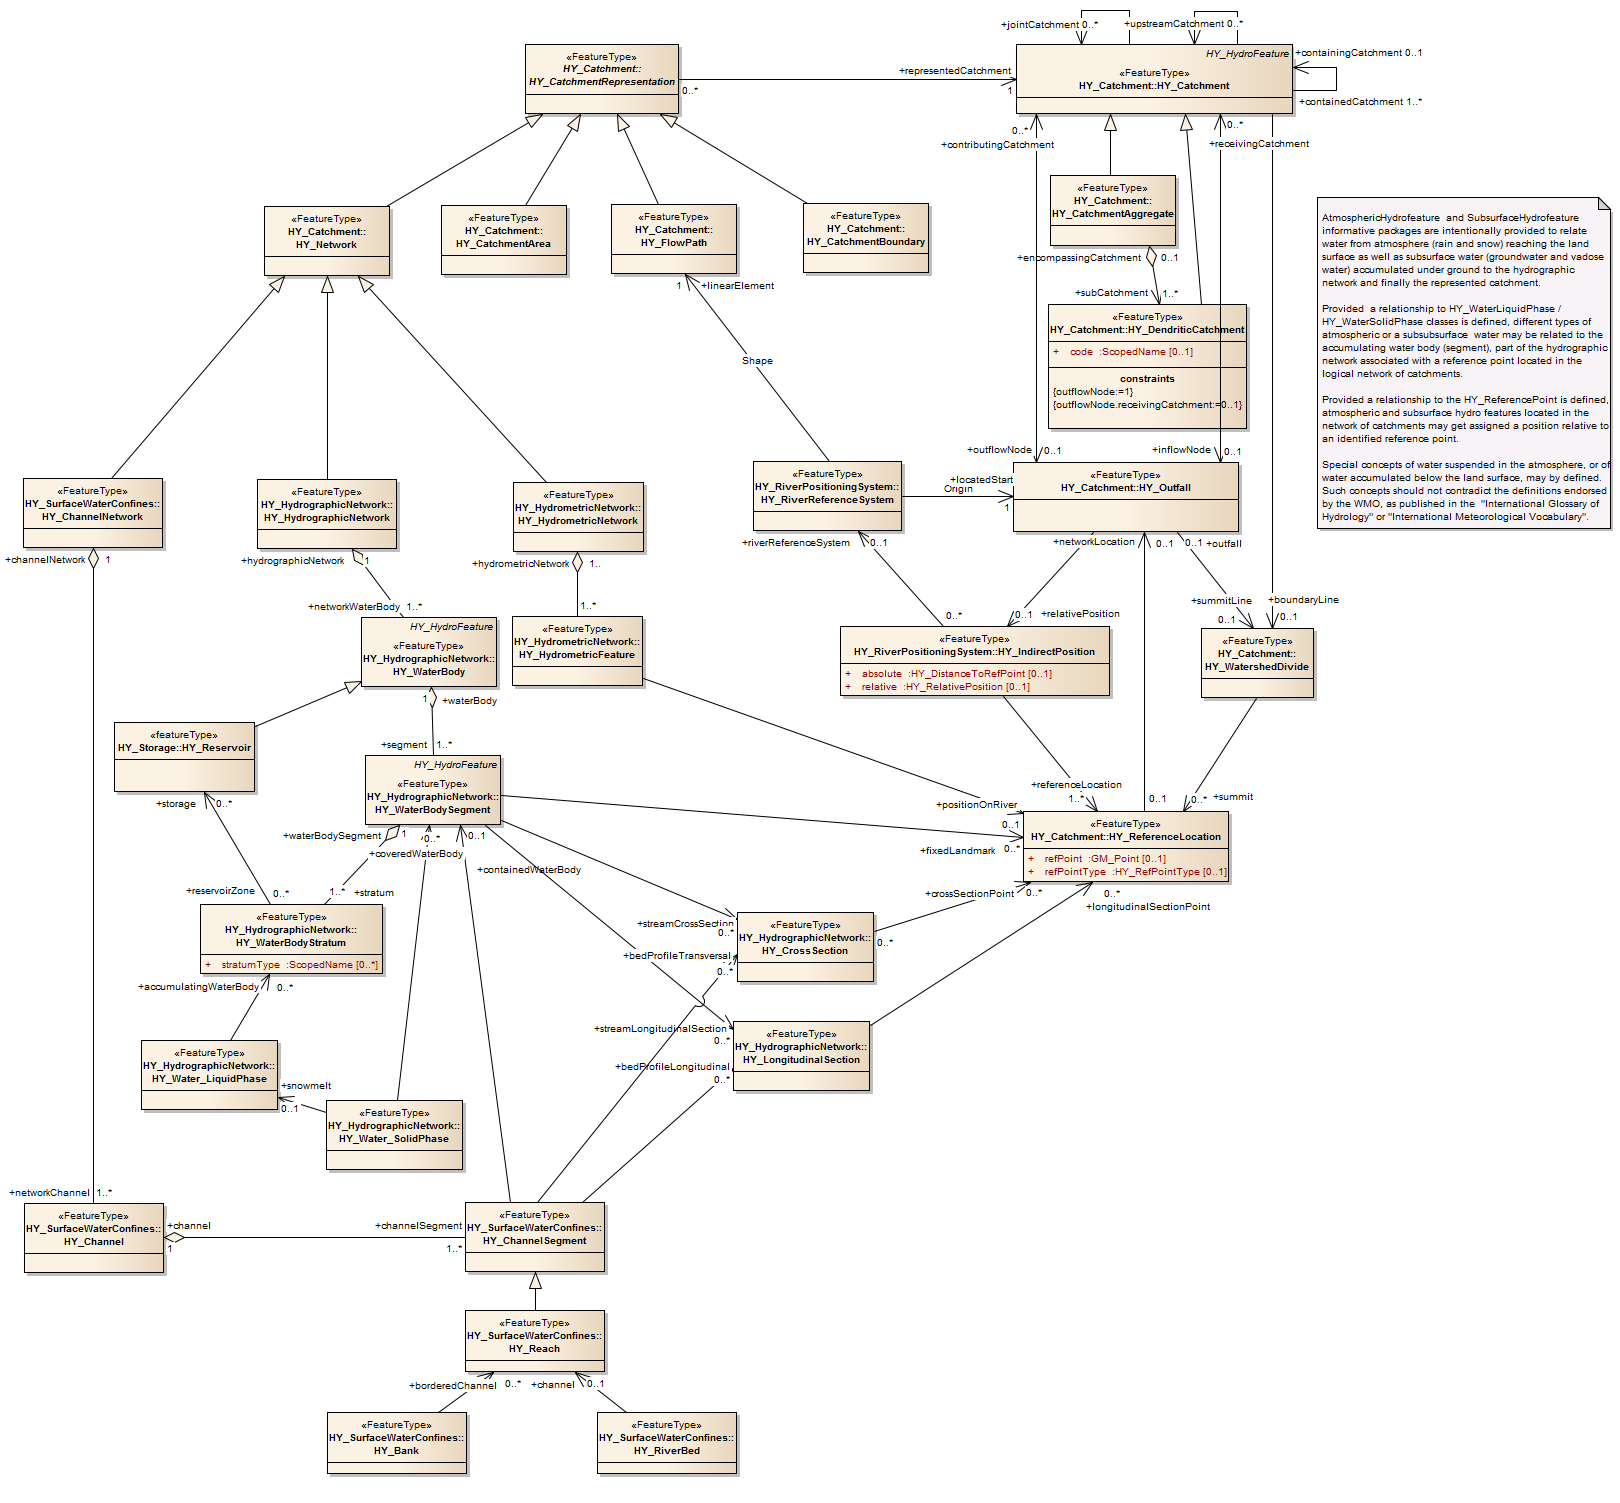 +jointCatchment 0..*
+upstreamCatchment 0..*
HY_HydroFeature
«FeatureType»
HY_Catchment::HY_Catchment
+containingCatchment 0..1
+containedCatchment 1..*
«FeatureType»
HY_Catchment::
HY_CatchmentRepresentation
0..*
+representedCatchment
1
0..*
+contributingCatchment
0..*
+receivingCatchment
«FeatureType»
HY_Catchment::
HY_CatchmentAggregate
+encompassingCatchment
0..1
+subCatchment
1..*
«FeatureType»
HY_Catchment::HY_DendriticCatchment
+ code :ScopedName [0..1]
constraints
{outflowNode:=1}
{outflowNode.receivingCatchment:=0..1}
AtmosphericHydrofeature and SubsurfaceHydrofeature
informative packages are intentionally provided to relate
water from atmosphere (rain and snow) reaching the land
surface as well as subsurface water (groundwater and vadose
water) accumulated under ground to the hydrographic
network and finally the represented catchment.
Provided a relationship to HY_WaterLiquidPhase /
HY_WaterSolidPhase classes is defined, different types of
atmospheric or a subsubsurface water may be related to the
accumulating water body (segment), part of the hydrographic
network associated with a reference point located in the
logical network of catchments.
Provided a relationship to the HY_ReferencePoint is defined,
atmospheric and subsurface hydro features located in the
network of catchments may get assigned a position relative to
an identified reference point.
Special concepts of water suspended in the atmosphere, or of
water accumulated below the land surface, may by defined.
Such concepts should not contradict the definitions endorsed
by the WMO, as published in the "International Glossary of
Hydrology" or "International Meteorological Vocabulary".
«FeatureType»
HY_Catchment::
HY_Network
«FeatureType»
HY_Catchment::
HY_CatchmentArea
«FeatureType»
HY_Catchment::
HY_FlowPath
«FeatureType»
HY_Catchment::
HY_CatchmentBoundary
1
+linearElement
Shape
«FeatureType»
HY_SurfaceWaterConfines::
HY_ChannelNetwork
+channelNetwork
1
«FeatureType»
HY_HydrographicNetwork::
HY_HydrographicNetwork
+hydrographicNetwork
1
«FeatureType»
HY_HydrometricNetwork::
HY_HydrometricNetwork
+hydrometricNetwork
1..
«FeatureType»
HY_RiverPositioningSystem::
HY_RiverReferenceSystem
+riverReferenceSystem
0..1
+locatedStart
Origin
1
+outflowNode
0..1
+inflowNode
0..1
«FeatureType»
HY_Catchment::HY_Outfall
+networkLocation
0..1
0..1
+outfall
+networkWaterBody
1..*
1..*
«FeatureType»
HY_HydrometricNetwork::
HY_HydrometricFeature
0..*
0..1
+relativePosition
+summitLine
0..1
+boundaryLine
0..1
HY_HydroFeature
«FeatureType»
HY_HydrographicNetwork::
HY_WaterBody
1
+waterBody
«FeatureType»
HY_RiverPositioningSystem::HY_IndirectPosition
+ absolute :HY_DistanceToRefPoint [0..1]
+ relative :HY_RelativePosition [0..1]
«FeatureType»
HY_Catchment::
HY_WatershedDivide
«featureType»
HY_Storage::HY_Reservoir
+storage
0..*
+segment
1..*
HY_HydroFeature
«FeatureType»
HY_HydrographicNetwork::
HY_WaterBodySegment
+waterBodySegment
1
0..*
0..1
+coveredWaterBody
+containedWaterBody
+referenceLocation
1..*
0..1
0..*
+summit
+positionOnRiver
0..1
+fixedLandmark
0..*
«FeatureType»
HY_Catchment::HY_ReferenceLocation
+ refPoint :GM_Point [0..1]
+ refPointType :HY_RefPointType [0..1]
+crossSectionPoint
0..*
0..*
+longitudinalSectionPoint
+reservoirZone
0..*
1..*
+stratum
«FeatureType»
HY_HydrographicNetwork::
HY_WaterBodyStratum
+ stratumType :ScopedName [0..*]
+streamCrossSection
0..*
«FeatureType»
HY_HydrographicNetwork::
HY_CrossSection
0..*
+bedProfileTransversal
0..*
+accumulatingWaterBody
0..*
+streamLongitudinalSection
0..*
«FeatureType»
HY_HydrographicNetwork::
HY_LongitudinalSection
+bedProfileLongitudinal
0..*
«FeatureType»
HY_HydrographicNetwork::
HY_Water_LiquidPhase
+snowmelt
0..1
«FeatureType»
HY_HydrographicNetwork::
HY_Water_SolidPhase
+networkChannel
1..*
«FeatureType»
HY_SurfaceWaterConfines::
HY_Channel
+channel
1
+channelSegment
1..*
«FeatureType»
HY_SurfaceWaterConfines::
HY_ChannelSegment
«FeatureType»
HY_SurfaceWaterConfines::
HY_Reach
+borderedChannel
0..*
+channel
0..1
«FeatureType»
HY_SurfaceWaterConfines::
HY_Bank
«FeatureType»
HY_SurfaceWaterConfines::
HY_RiverBed